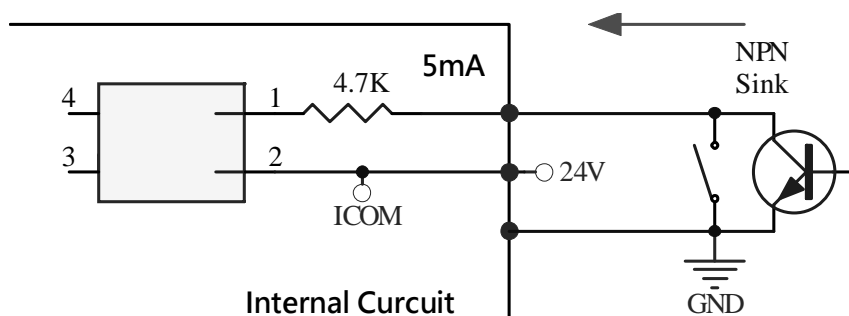 NPN
Sink
5mA
4.7K
4
1
3
2
24V
ICOM
Internal Curcuit
GND